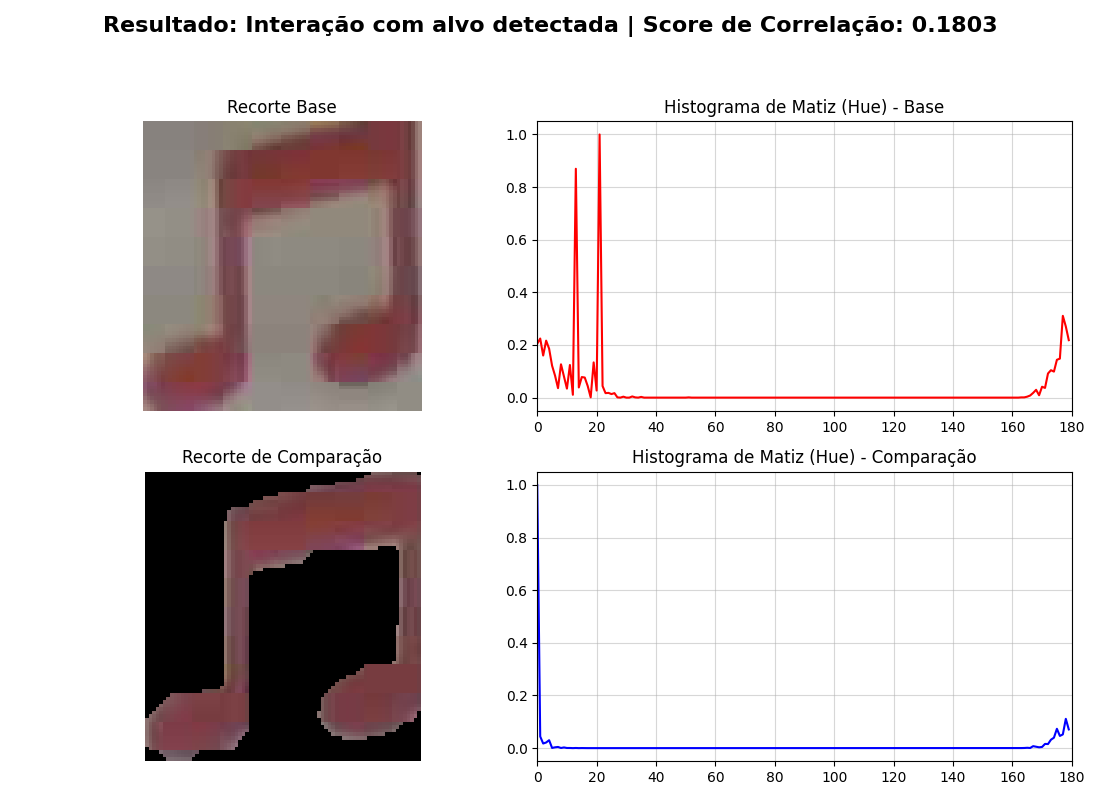 Resultado: Interação com alvo detectada | Score de Correlação: 0.1803
Recorte Base
Histograma de Matiz (Hue) - Base
1.0
0.8
0.6
0.4
0.2
0.0
0 20 40 60 80 100 120 140 160 180
Recorte de Comparação
Histograma de Matiz (Hue) - Comparação
1.0
0.8
0.6
0.4
0.2
0.0
0 20 40 60 80 100 120 140 160 180